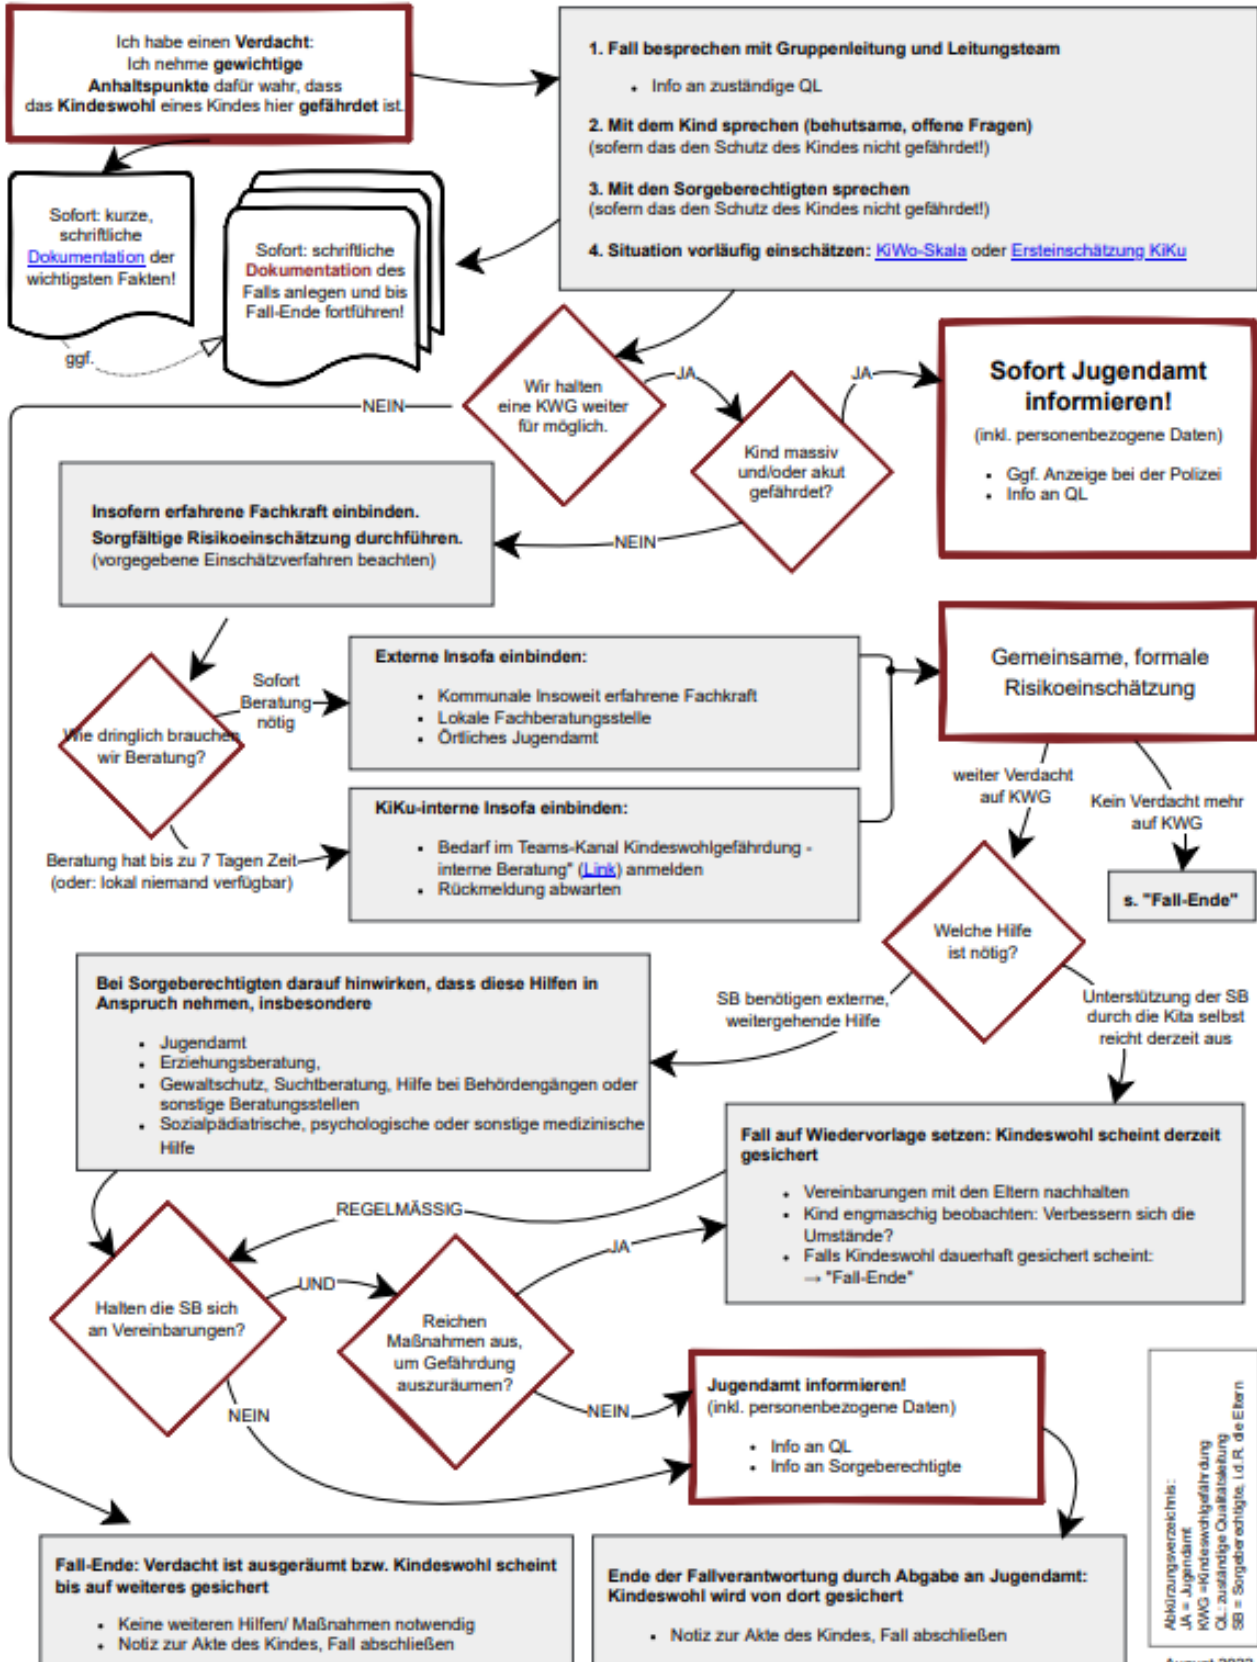 Ich habe einen Verdacht:
Ich nehme gewichtige
Anhaltspunkte dafür wahr, dass
das Kindeswohl eines Kindes hier gefährdet ist.
1. Fall besprechen mit Gruppenleitung und Leitungsteam
• Info an zuständige QL
2. Mit dem Kind sprechen (behutsame, offene Fragen)
(sofern das den Schutz des Kindes nicht gefährdet!)
3. Mit den Sorgeberechtigten sprechen
(sofern das den Schutz des Kindes nicht gefährdet!)
4. Situation vorläufig einschätzen: KiWo-Skala oder Ersteinschätzung KiKu
Sofort: kurze,
schriftliche
Dokumentation der
wichtigsten Fakten!
Sofort: schriftliche
Dokumentation des
Falls anlegen und bis
Fall-Ende fortführen!
ggf.
Wir halten
eine KWG weiter
für möglich.
JA
NEIN
Kind massiv
und/oder akut
gefährdet?
JA
Sofort Jugendamt
informieren!
(inkl. personenbezogene Daten)
• Ggf. Anzeige bei der Polizei
• Info an QL
NEIN
Insofern erfahrene Fachkraft einbinden.
Sorgfältige Risikoeinschätzung durchführen.
(vorgegebene Einschätzverfahren beachten)
Wie dringlich brauchen
wir Beratung?
Sofort
Beratung
nötig
Externe Insofa einbinden:
• Kommunale Insoweit erfahrene Fachkraft
• Lokale Fachberatungsstelle
• Örtliches Jugendamt
Beratung hat bis zu 7 Tagen Zeit
(oder: lokal niemand verfügbar)
KiKu-interne Insofa einbinden:
• Bedarf im Teams-Kanal Kindeswohlgefährdung -
interne Beratung" (Link) anmelden
• Rückmeldung abwarten
Gemeinsame, formale
Risikoeinschätzung
weiter Verdacht
auf KWG
Kein Verdacht mehr
auf KWG
s. "Fall-Ende"
Welche Hilfe
ist nötig?
SB benötigen externe,
weitergehende Hilfe
Unterstützung der SB
durch die Kita selbst
reicht derzeit aus
Bei Sorgeberechtigten darauf hinwirken, dass diese Hilfen in
Anspruch nehmen, insbesondere
• Jugendamt
• Erziehungsberatung,
• Gewaltschutz, Suchtberatung, Hilfe bei Behördengängen oder
sonstige Beratungsstellen
• Sozialpädiatrische, psychologische oder sonstige medizinische
Hilfe
Fall auf Wiedervorlage setzen: Kindeswohl scheint derzeit
gesichert
• Vereinbarungen mit den Eltern nachhalten
• Kind engmaschig beobachten: Verbessern sich die
Umstände?
• Falls Kindeswohl dauerhaft gesichert scheint:
→ "Fall-Ende"
REGELMÄSSIG
Halten die SB sich
an Vereinbarungen?
UND
Reichen
Maßnahmen aus,
um Gefährdung
auszuräumen?
JA
NEIN
NEIN
Jugendamt informieren!
(inkl. personenbezogene Daten)
• Info an QL
• Info an Sorgeberechtigte
Abkürzungsverzeichnis:
JA = Jugendamt
KWG =Kindeswohlgefährdung
QL: zuständige Qualitätsleitung
SB = Sorgeberechtigte, i.d.R. die Eltern
Fall-Ende: Verdacht ist ausgeräumt bzw. Kindeswohl scheint
bis auf weiteres gesichert
• Keine weiteren Hilfen/ Maßnahmen notwendig
• Notiz zur Akte des Kindes, Fall abschließen
Ende der Fallverantwortung durch Abgabe an Jugendamt:
Kindeswohl wird von dort gesichert
• Notiz zur Akte des Kindes, Fall abschließen